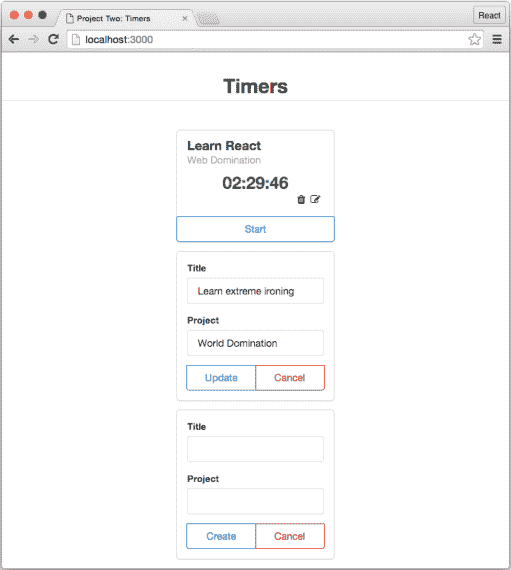 Project Two: Timers
React
localhost:3000
Timers
Learn React
Web Domination
02:29:46
Start
Title
Learn extreme ironing
Project
World Domination
Update Cancel
Title
Project
Create Cancel